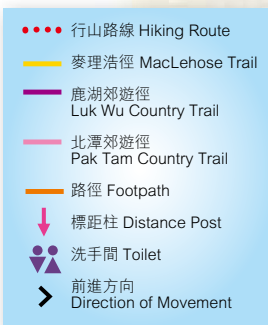 行山路線 Hiking Route
麥理浩徑 MacLehose Trail
鹿湖郊遊徑
Luk Wu Country Trail
北潭郊遊徑
Pak Tam Country Trail
路徑 Footpath
標距柱 Distance Post
洗手間 Toilet
前進方向
Direction of Movement